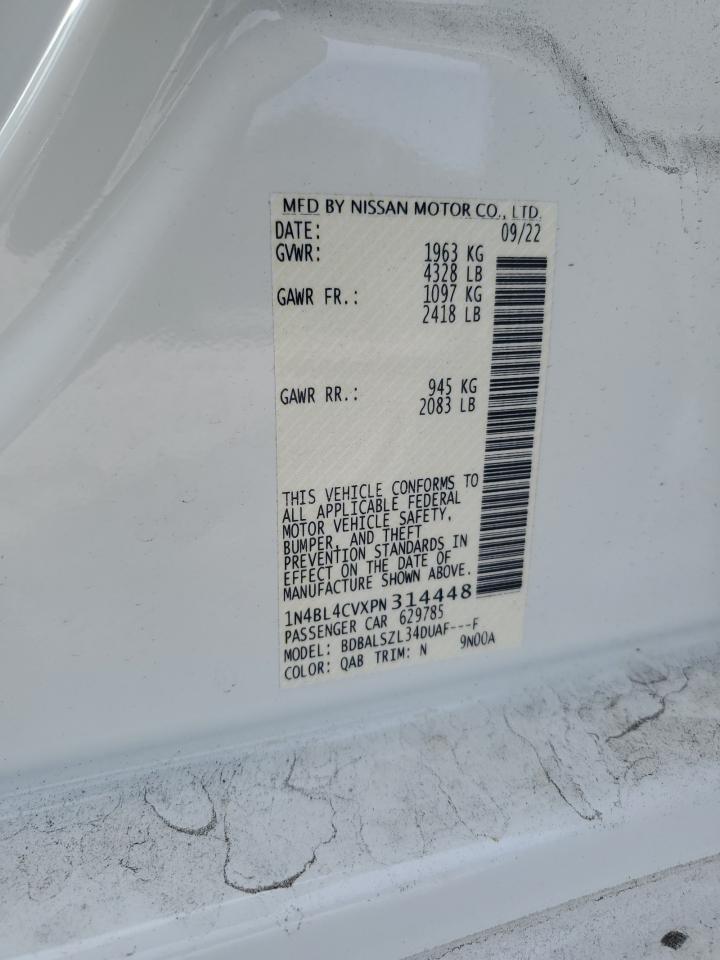 MFD BY NISSAN MOTOR CO., LTD.
DATE: 09/22
GVWR: 1963 KG
4328 LB
GAWR FR.: 1097 KG
2418 LB
GAWR RR.: 945 KG
2083 LB
THIS VEHICLE CONFORMS TO
ALL APPLICABLE FEDERAL
MOTOR VEHICLE SAFETY,
BUMPER, AND THEFT
PREVENTION STANDARDS IN
EFFECT ON THE DATE OF
MANUFACTURE SHOWN ABOVE.
1N4BL4CVXPN314448
PASSENGER CAR 629785
MODEL: BDBALSZL34DUAF---F
COLOR: QAB TRIM: N 9N00A